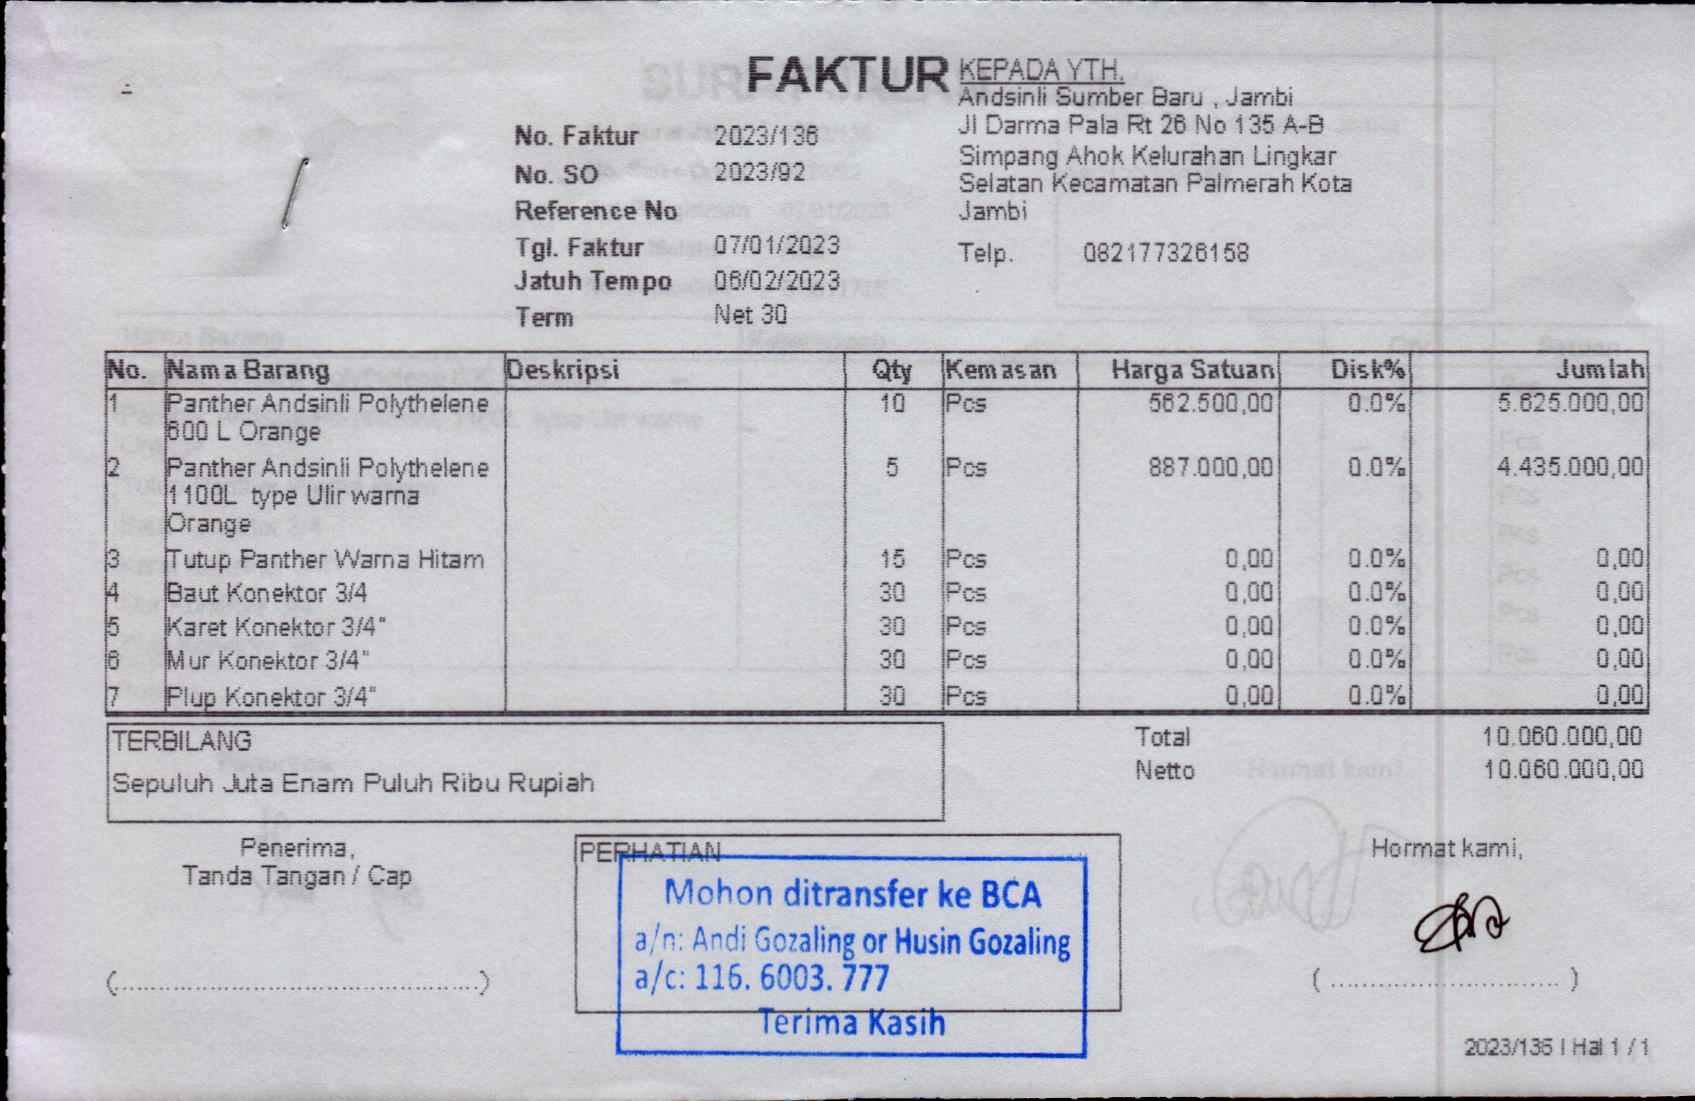 FAKTUR
KEPADA YTH.
Andsinli Sumber Baru , Jambi
Jl Darma Pala Rt 26 No 135 A-B
Simpang Ahok Kelurahan Lingkar
Selatan Kecamatan Palmerah Kota
Jambi
Telp. 082177326158
No. Faktur 2023/136
No. SO 2023/92
Reference No
Tgl. Faktur 07/01/2023
Jatuh Tempo 06/02/2023
Term Net 30
No. Nama Barang Deskripsi Qty Kemasan Harga Satuan Disk% Jumlah
1 Panther Andsinli Polythelene 10 Pcs 562.500,00 0.0% 5.625.000,00
600 L Orange
2 Panther Andsinli Polythelene 5 Pcs 887.000,00 0.0% 4.435.000,00
1100L type Ulir warna
Orange
3 Tutup Panther Warna Hitam 15 Pcs 0,00 0.0% 0,00
4 Baut Konektor 3/4 30 Pcs 0,00 0.0% 0,00
5 Karet Konektor 3/4" 30 Pcs 0,00 0.0% 0,00
6 Mur Konektor 3/4" 30 Pcs 0,00 0.0% 0,00
7 Plup Konektor 3/4" 30 Pcs 0,00 0.0% 0,00
TERBILANG
Sepuluh Juta Enam Puluh Ribu Rupiah
Total 10.060.000,00
Netto 10.060.000,00
Penerima,
Tanda Tangan / Cap
(..............................................)
PERHATIAN
Mohon ditransfer ke BCA
a/n: Andi Gozaling or Husin Gozaling
a/c: 116. 6003. 777
Terima Kasih
Hormat kami,
( ............................. )
2023/136 | Hal 1 / 1